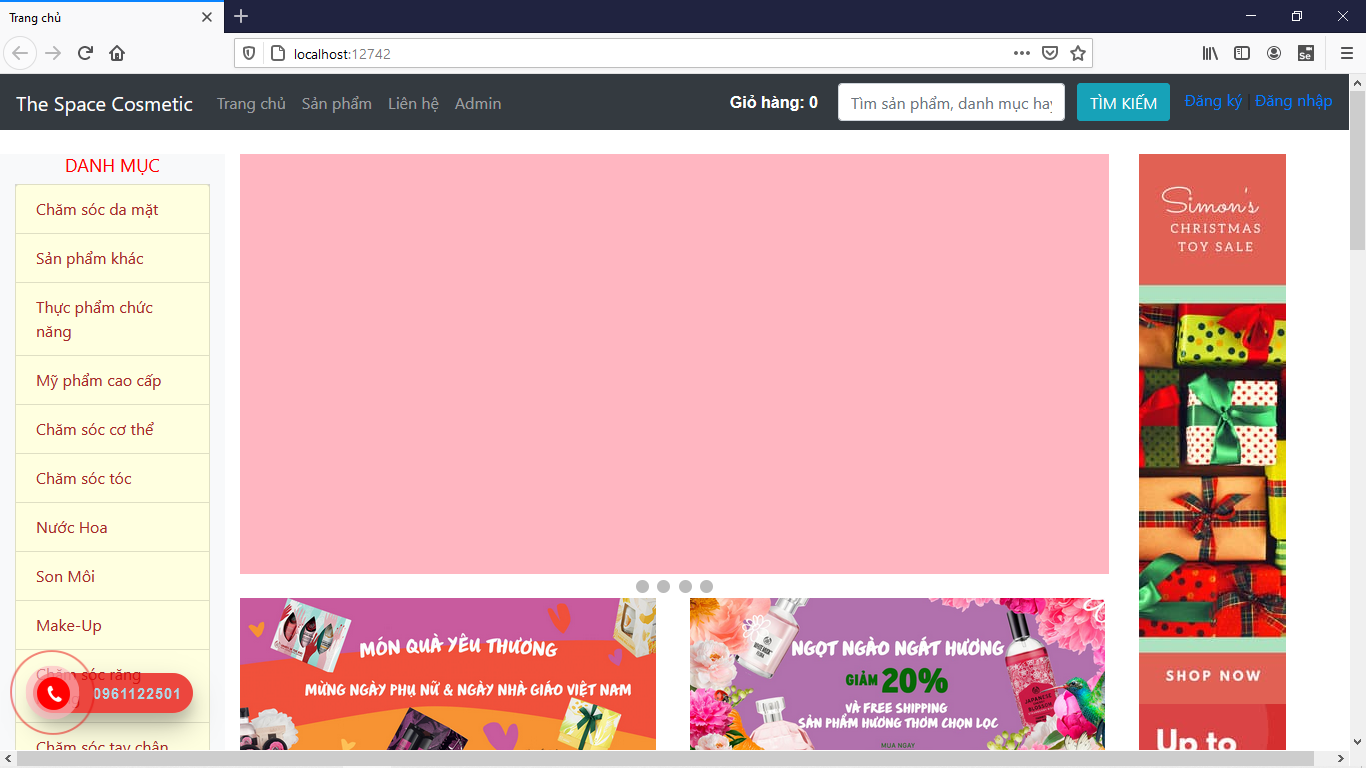 Trang chủ
localhost:12742
Se
The Space Cosmetic
Trang chủ
Sản phẩm
Liên hệ
Admin
Giỏ hàng: 0
Tìm sản phẩm, danh mục hay
TÌM KIẾM
Đăng ký | Đăng nhập
DANH MỤC
Chăm sóc da mặt
Sản phẩm khác
Thực phẩm chức
năng
Mỹ phẩm cao cấp
Chăm sóc cơ thể
Chăm sóc tóc
Nước Hoa
Son Môi
Make-Up
Chăm sóc răng
0961122501
Chăm sóc tay chân
MÓN QUÀ YÊU THƯƠNG
MỪNG NGÀY PHỤ NỮ & NGÀY NHÀ GIÁO VIỆT NAM
NGỌT NGÀO NGÁT HƯƠNG
GIẢM 20%
VÀ FREE SHIPPING
SẢN PHẨM HƯƠNG THƠM CHỌN LỌC
MUA NGAY
JAPANESE
BLOSSOM
Simon's
CHRISTMAS
TOY SALE
SHOP NOW
Up to